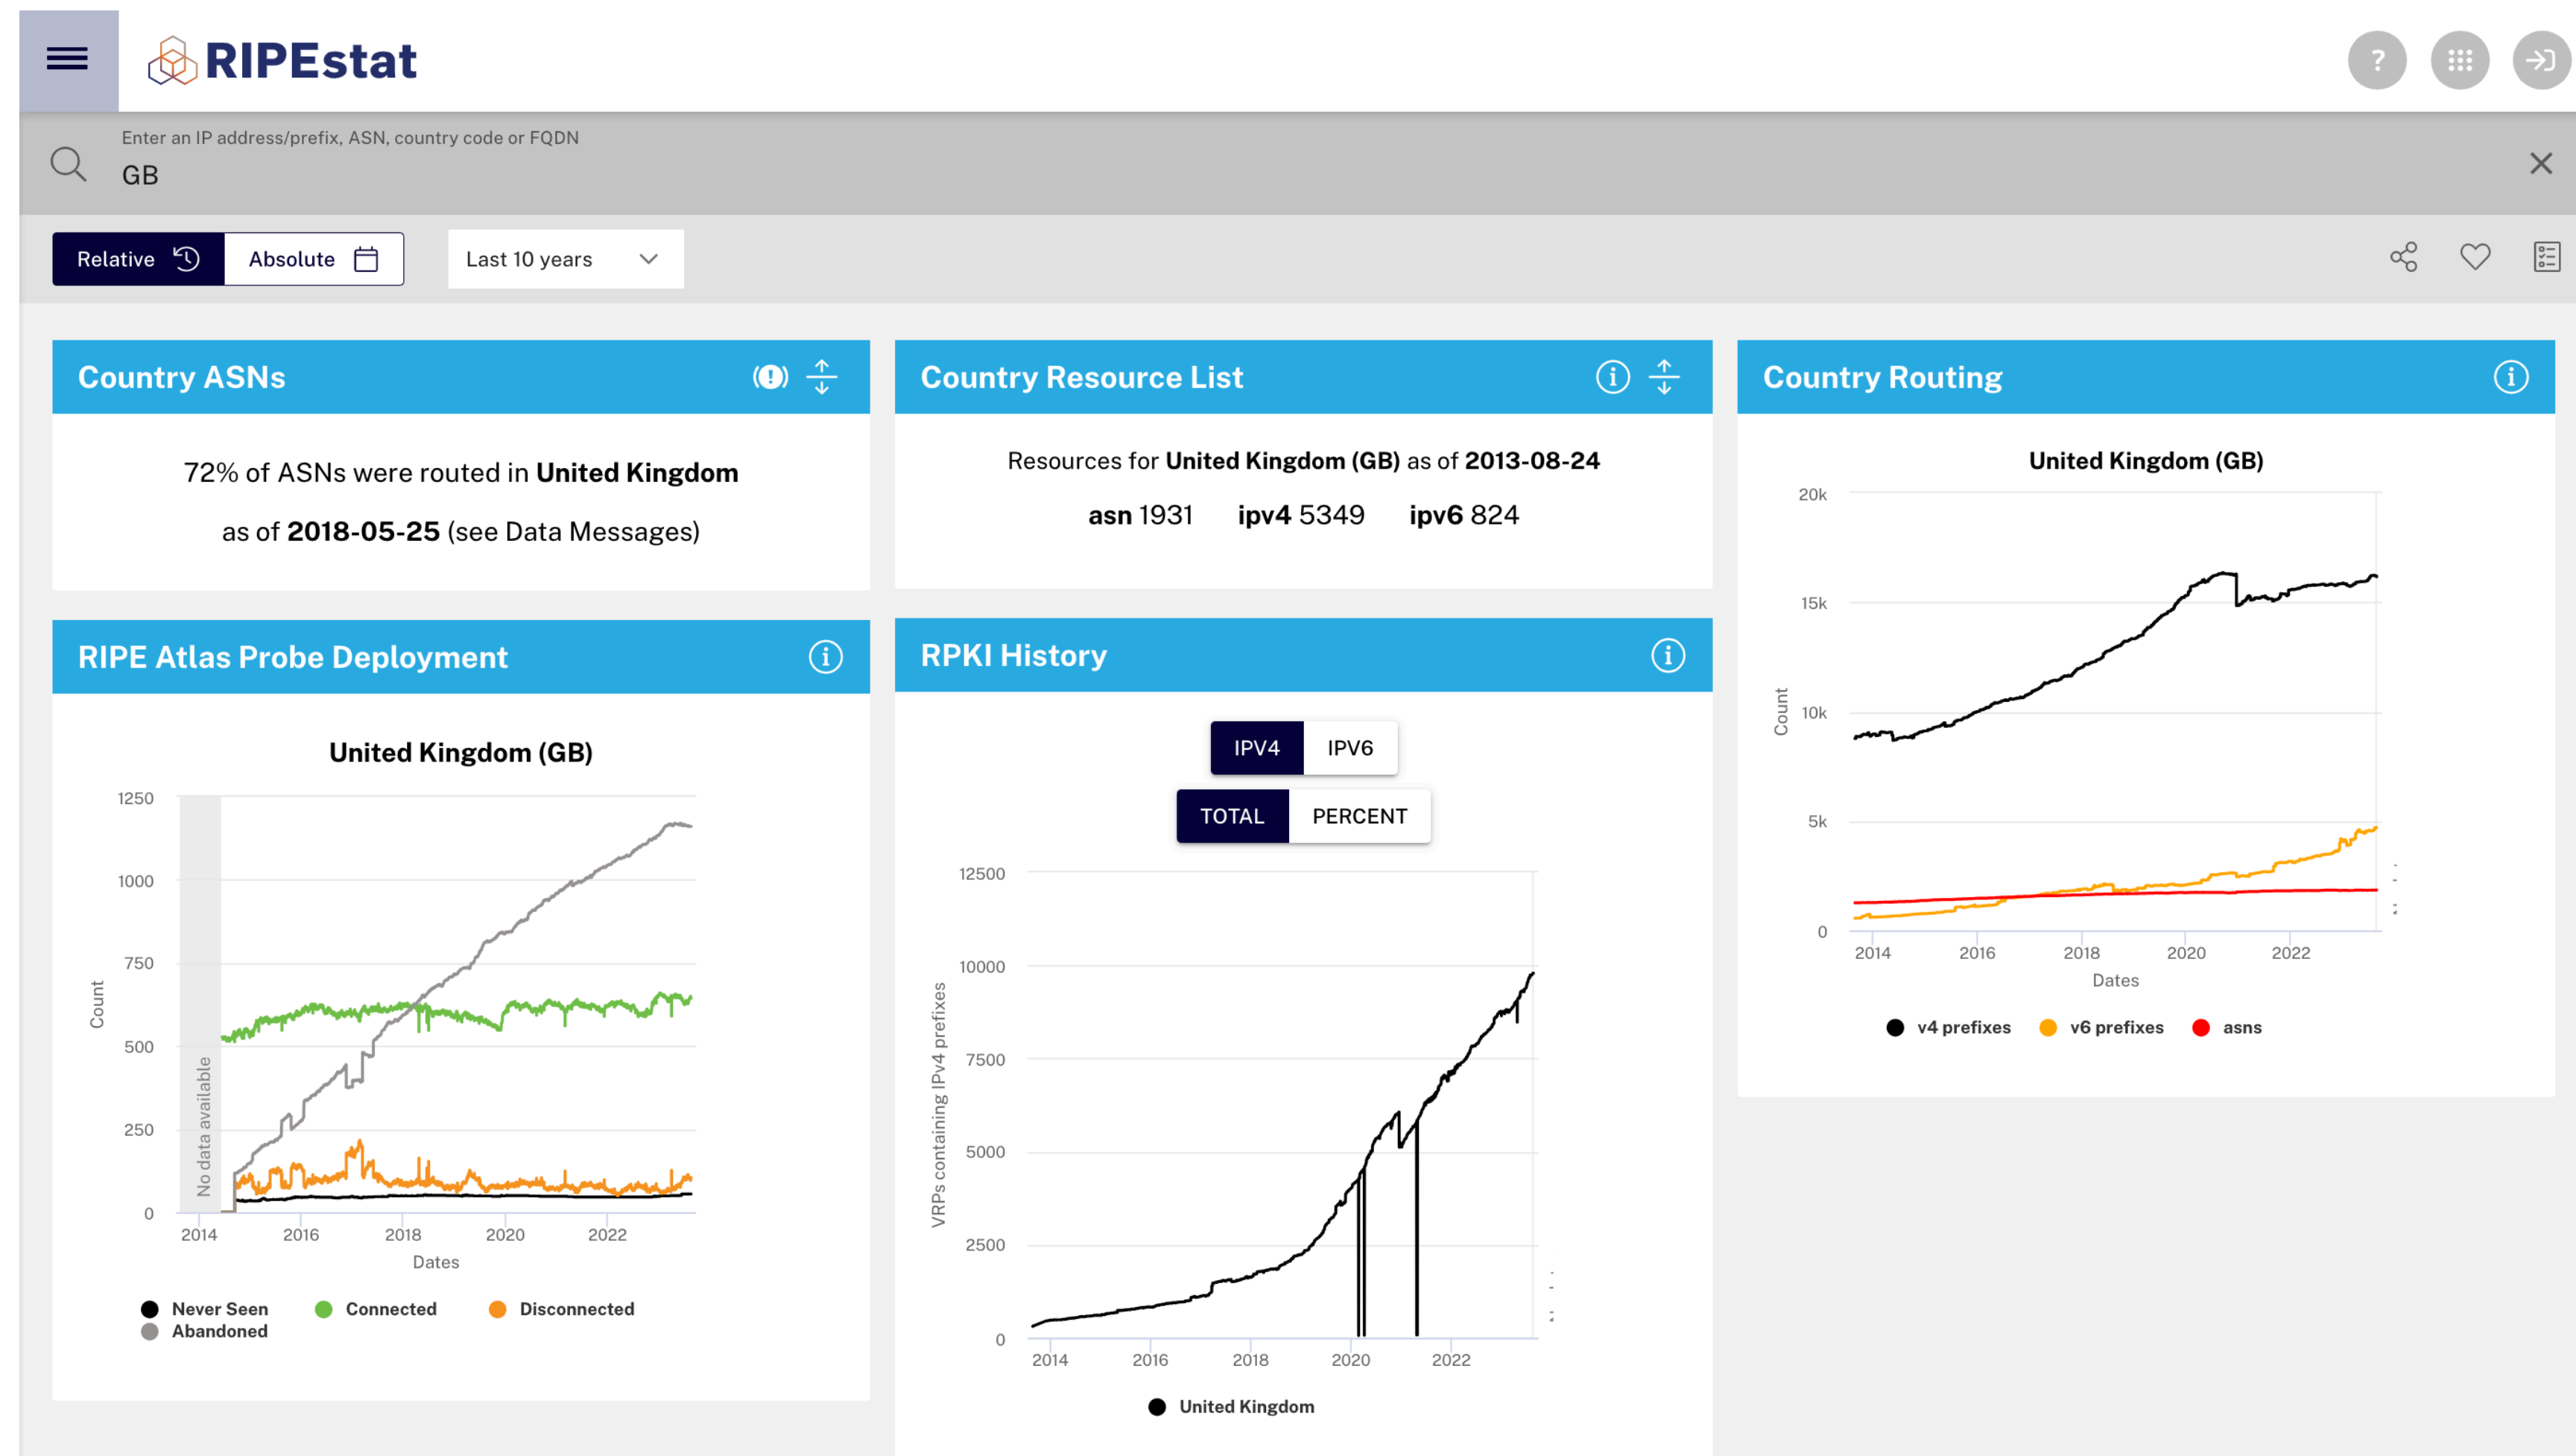 RIPEstat
?
Enter an IP address/prefix, ASN, country code or FQDN
GB
Relative
Absolute
Last 10 years
Country ASNs
72% of ASNs were routed in United Kingdom
as of 2018-05-25 (see Data Messages)
Country Resource List
Resources for United Kingdom (GB) as of 2013-08-24
asn 1931 ipv4 5349 ipv6 824
Country Routing
United Kingdom (GB)
20k
15k
10k
5k
0
Count
2014 2016 2018 2020 2022
Dates
v4 prefixes v6 prefixes asns
RIPE Atlas Probe Deployment
United Kingdom (GB)
1250
1000
750
500
250
0
Count
No data available
2014 2016 2018 2020 2022
Dates
Never Seen Connected Disconnected
Abandoned
RPKI History
IPV4 IPV6
TOTAL PERCENT
12500
10000
7500
5000
2500
0
VRPs containing IPv4 prefixes
2014 2016 2018 2020 2022
United Kingdom